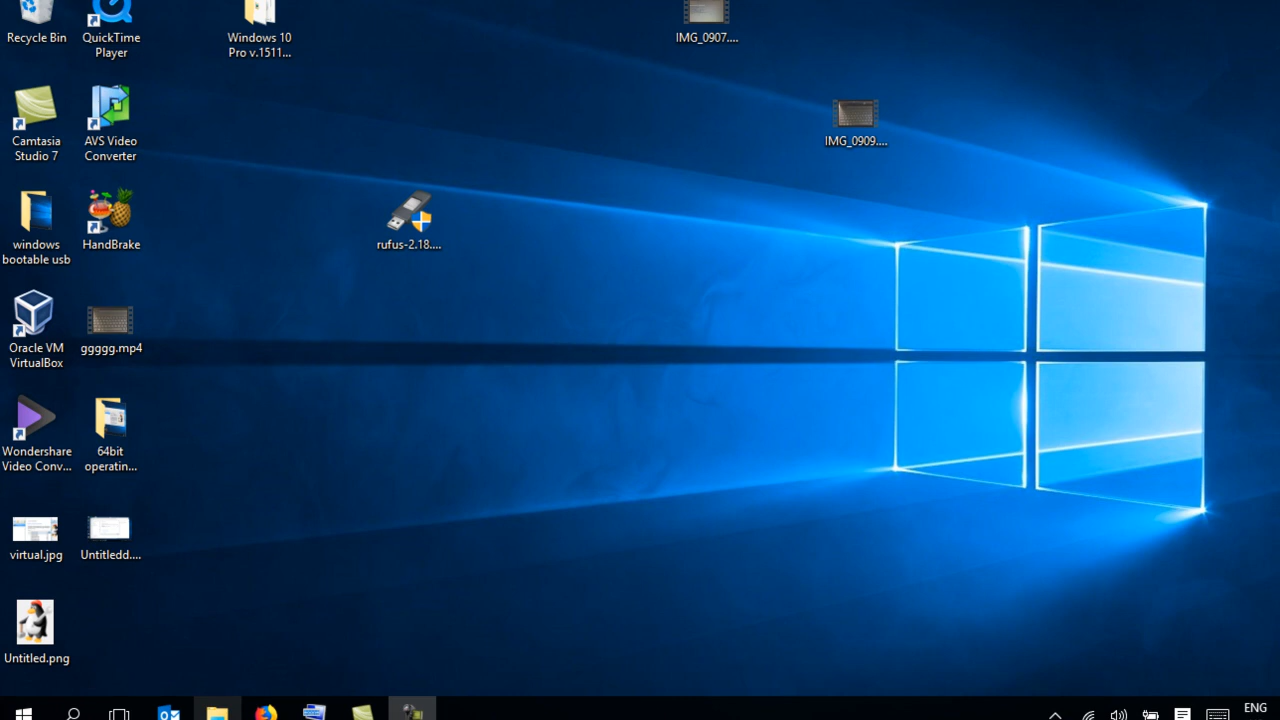 Recycle Bin
QuickTime
Player
Windows 10
Pro v.1511...
IMG_0907....
Camtasia
Studio 7
AVS Video
Converter
IMG_0909....
windows
bootable usb
HandBrake
rufus-2.18....
Oracle VM
VirtualBox
ggggg.mp4
Wondershare
Video Conv...
64bit
operatin...
virtual.jpg
Untitledd....
Untitled.png
ENG